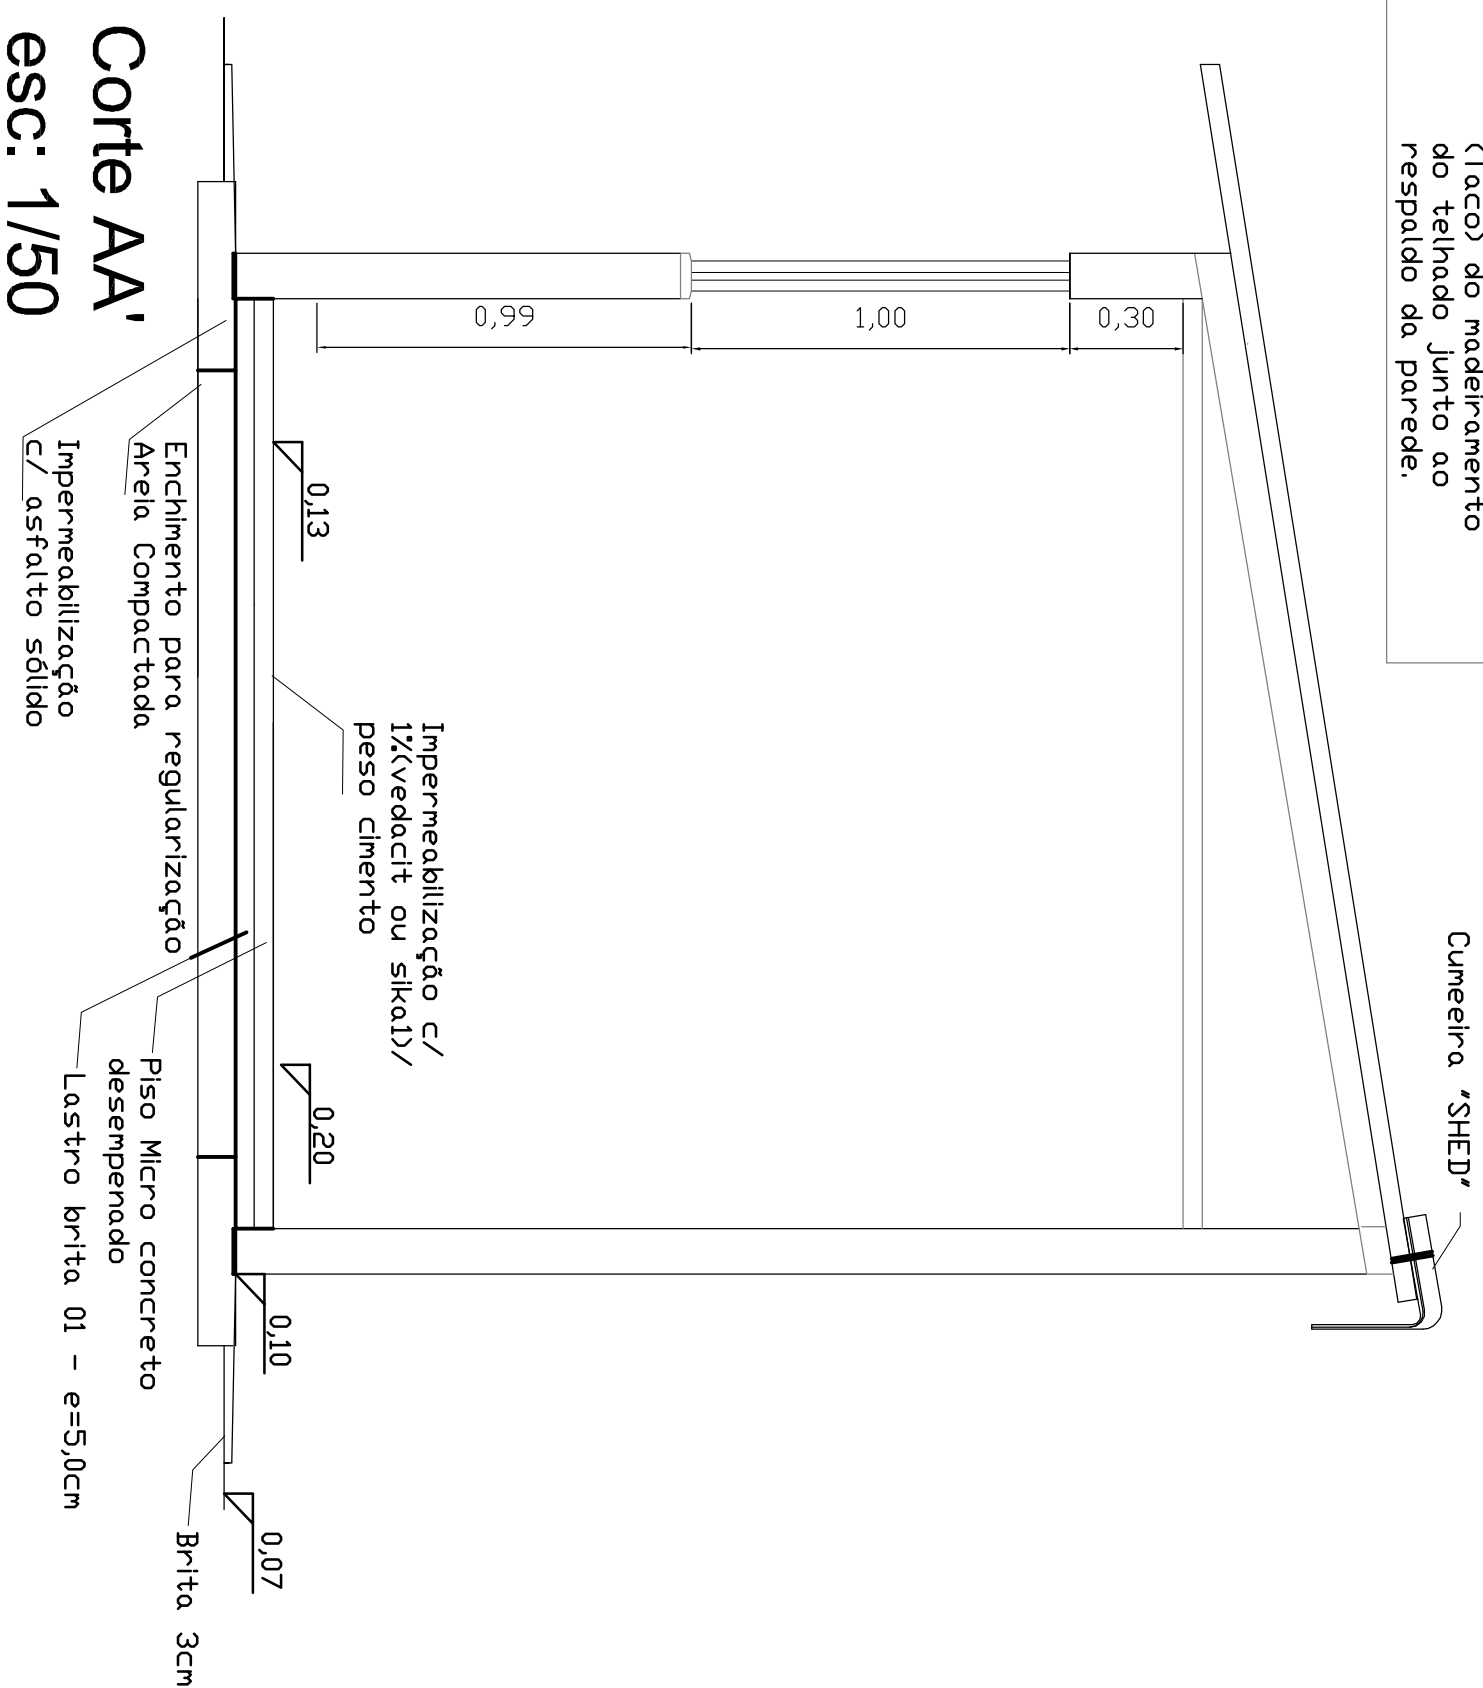 (Taco) do madeiramento
do telhado junto ao
respaldo da parede.
Cumeeira "SHED"
0,30
1,00
0,99
Impermeabilização c/
1%(vedacit ou sika1)/
peso cimento
0,13
0,20
0,10
0,07
Enchimento para regularização
Areia Compactada
Impermeabilização
c/ asfalto sólido
Piso Micro concreto
desempenado
Lastro brita 01 - e=5,0cm
Brita 3cm
Corte AA'
esc: 1/50